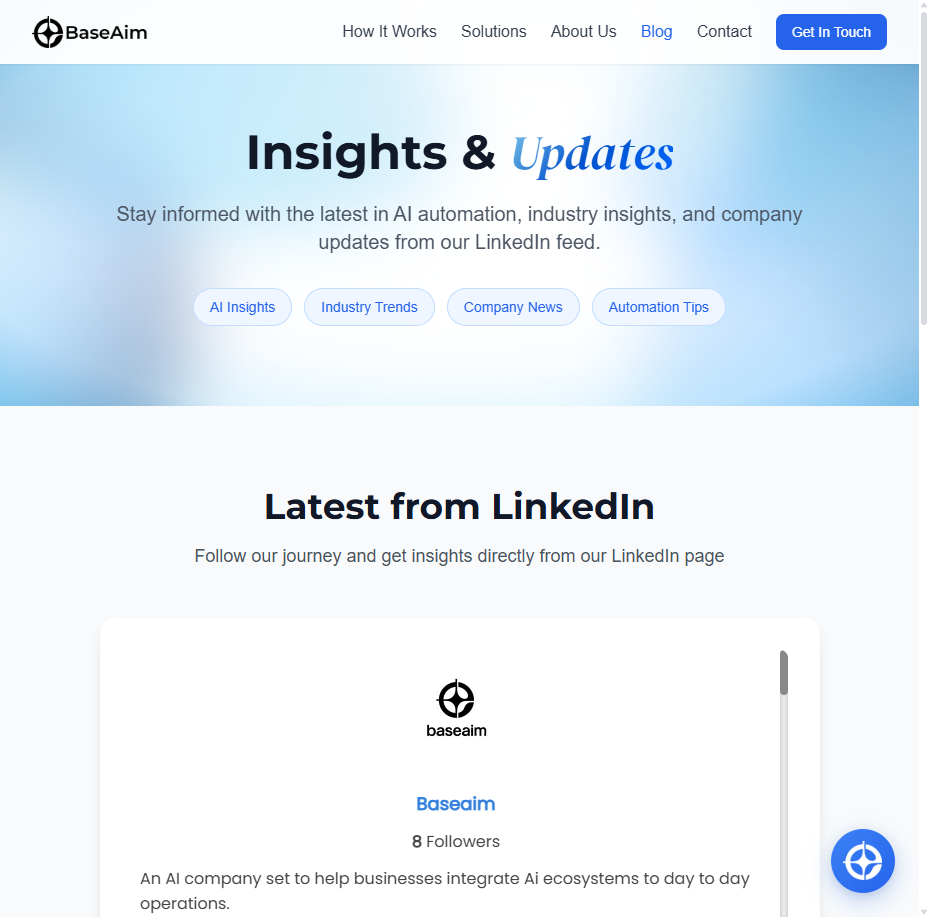 BaseAim
How It Works
Solutions
About Us
Blog
Contact
Get In Touch
Insights & Updates
Stay informed with the latest in AI automation, industry insights, and company
updates from our LinkedIn feed.
AI Insights
Industry Trends
Company News
Automation Tips
Latest from LinkedIn
Follow our journey and get insights directly from our LinkedIn page
baseaim
Baseaim
8 Followers
An AI company set to help businesses integrate Ai ecosystems to day to day
operations.